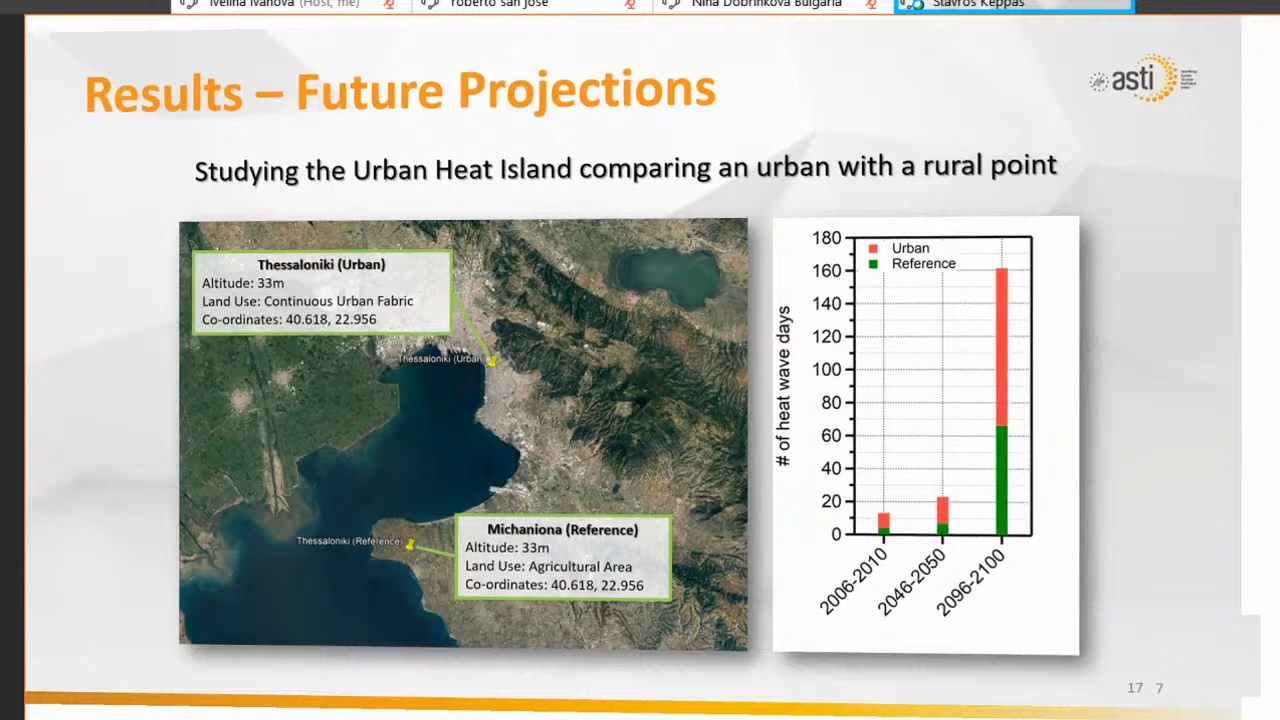 Ivelina Ivanova (Host, me)
roberto san jose
Nina Dobrinkova Bulgaria
Stavros Keppas
Results – Future Projections
asti
Studying the Urban Heat Island comparing an urban with a rural point
Thessaloniki (Urban)
Altitude: 33m
Land Use: Continuous Urban Fabric
Co-ordinates: 40.618, 22.956
Thessaloniki (Urban
Thessaloniki (Reference)
Michaniona (Reference)
Altitude: 33m
Land Use: Agricultural Area
Co-ordinates: 40.618, 22.956
# of heat wave days
180
160
140
120
100
80
60
40
20
0
Urban
Reference
2006-2010
2046-2050
2096-2100
17 7